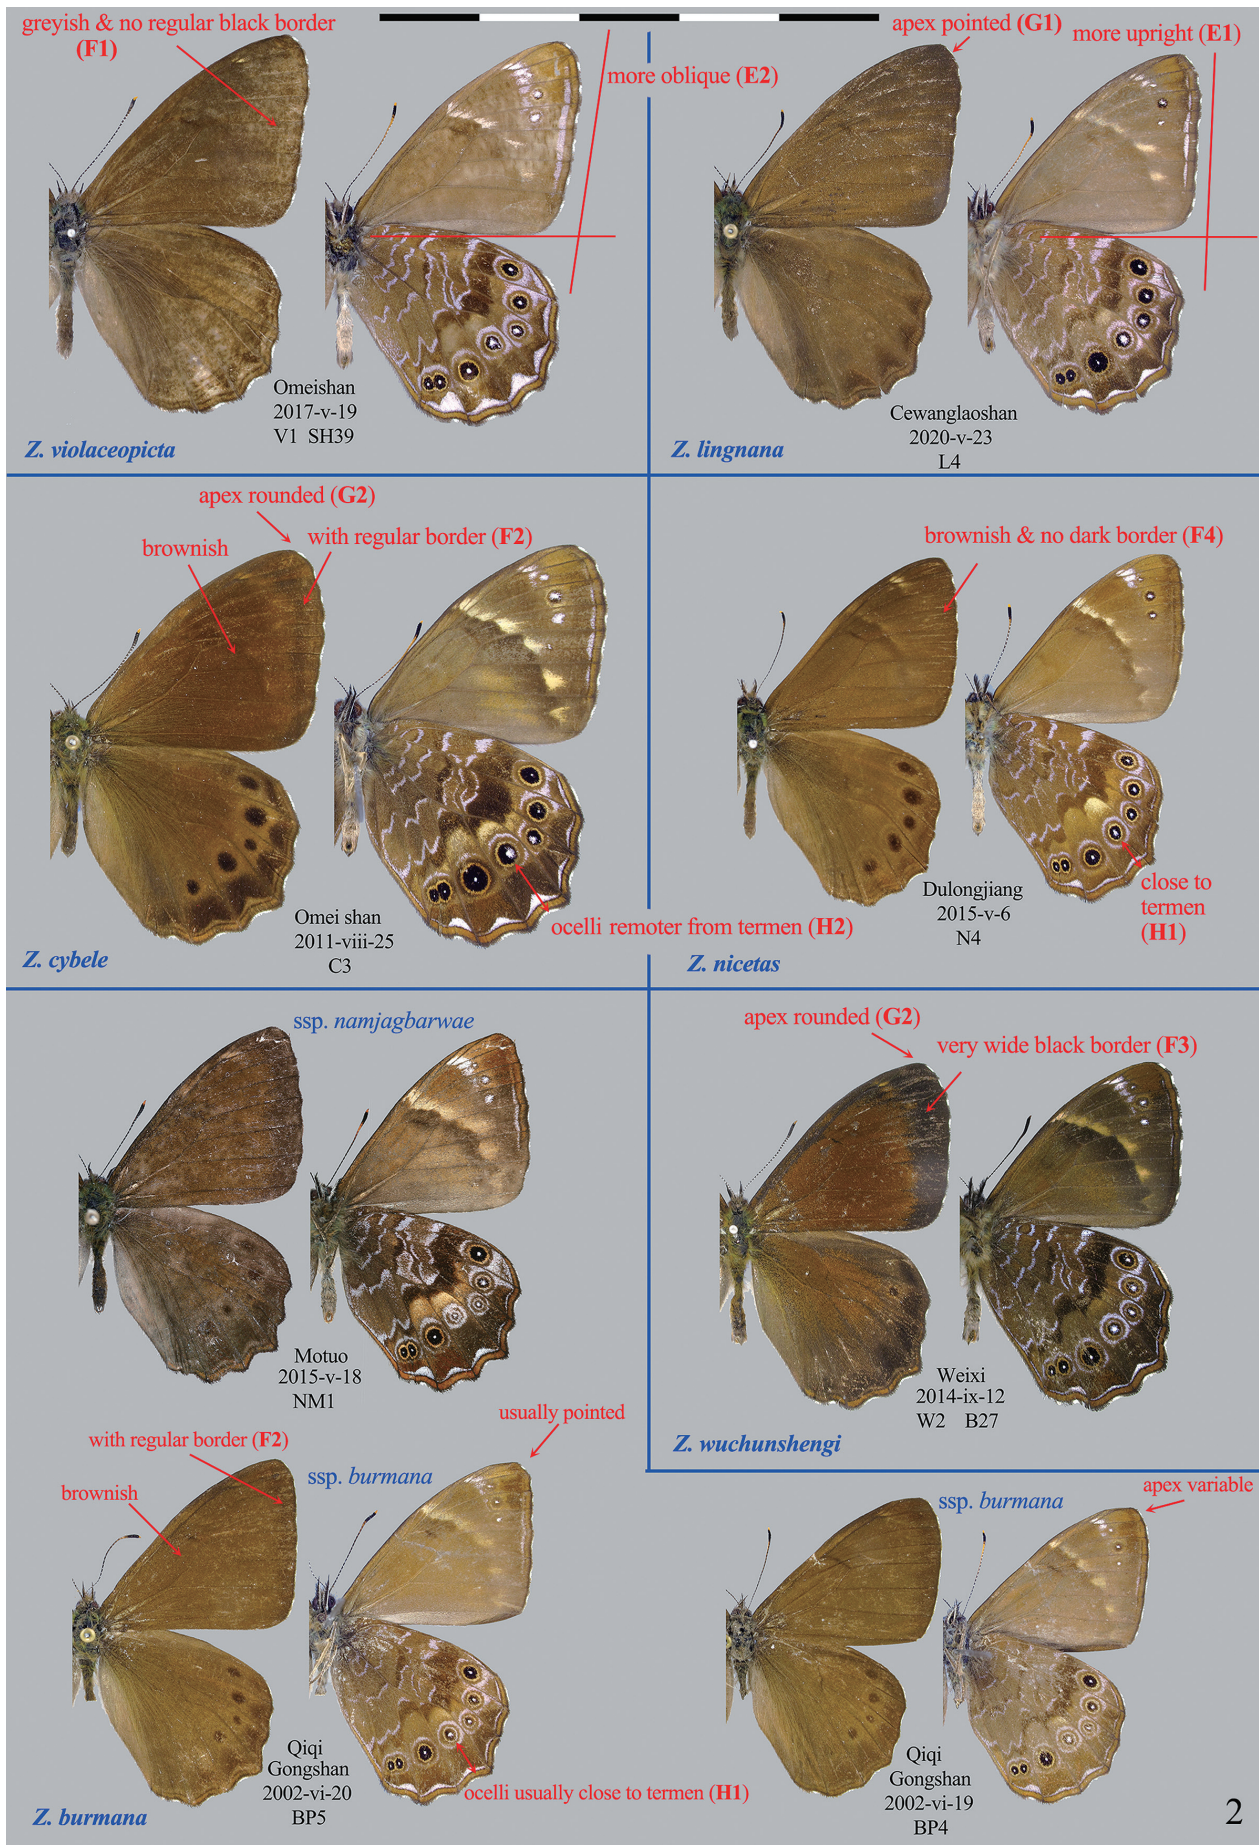 greyish & no regular black border
(F1)
more oblique (E2)
Omeishan
2017-v-19
V1 SH39
Z. violaceopicta
apex pointed (G1)
more upright (E1)
Cewanglaoshan
2020-v-23
L4
Z. lingnana
apex rounded (G2)
with regular border (F2)
brownish
Omei shan
2011-viii-25
C3
ocelli remoter from termen (H2)
Z. cybele
brownish & no dark border (F4)
Dulongjiang
2015-v-6
N4
close to
termen
(H1)
Z. nicetas
ssp. namjagbarwae
Motuo
2015-v-18
NM1
apex rounded (G2)
very wide black border (F3)
Weixi
2014-ix-12
W2 B27
Z. wuchunshengi
usually pointed
with regular border (F2)
ssp. burmana
brownish
Qiqi
Gongshan
2002-vi-20
BP5
ocelli usually close to termen (H1)
Z. burmana
apex variable
ssp. burmana
Qiqi
Gongshan
2002-vi-19
BP4
2